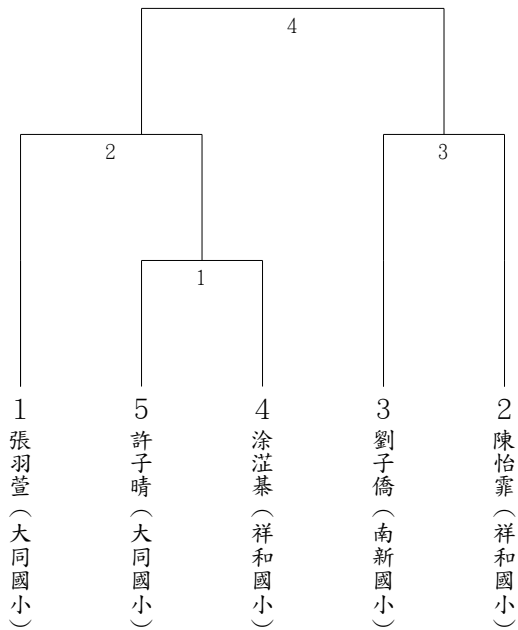 4
2
3
1
1
張羽萱(大同國小)
5
許子晴(大同國小)
4
涂芷綦(祥和國小)
3
劉子僑(南新國小)
2
陳怡霏(祥和國小)